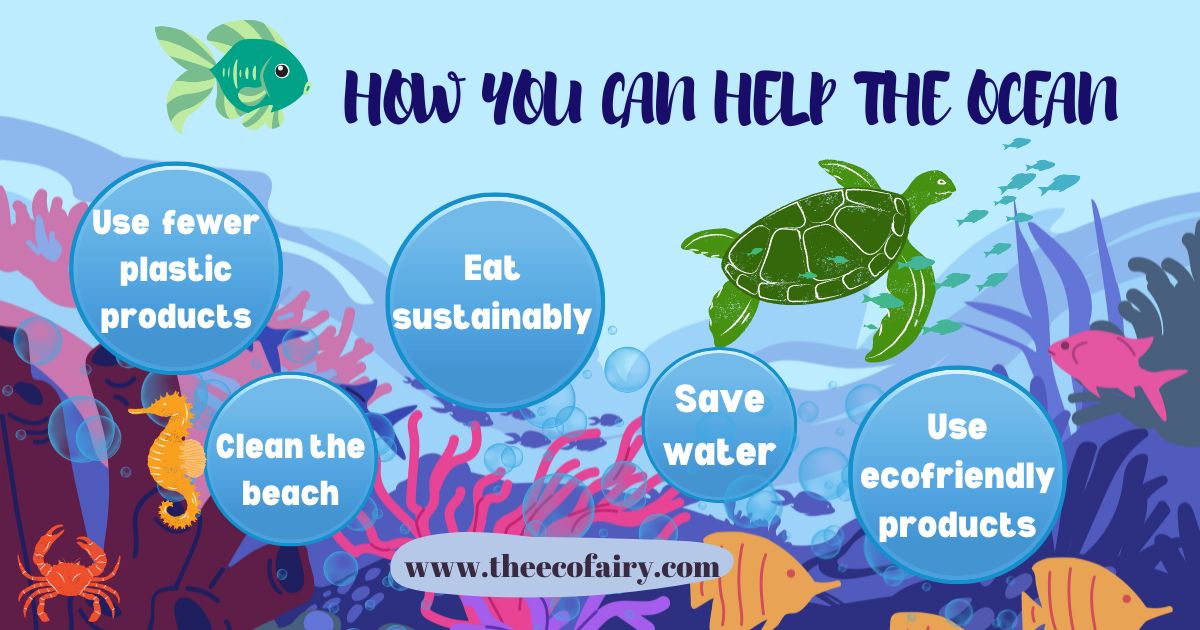 HOW YOU CAN HELP THE OCEAN
Use fewer
plastic
products
Eat
sustainably
Clean the
beach
Save
water
Use
ecofriendly
products
www.theecofairy.com